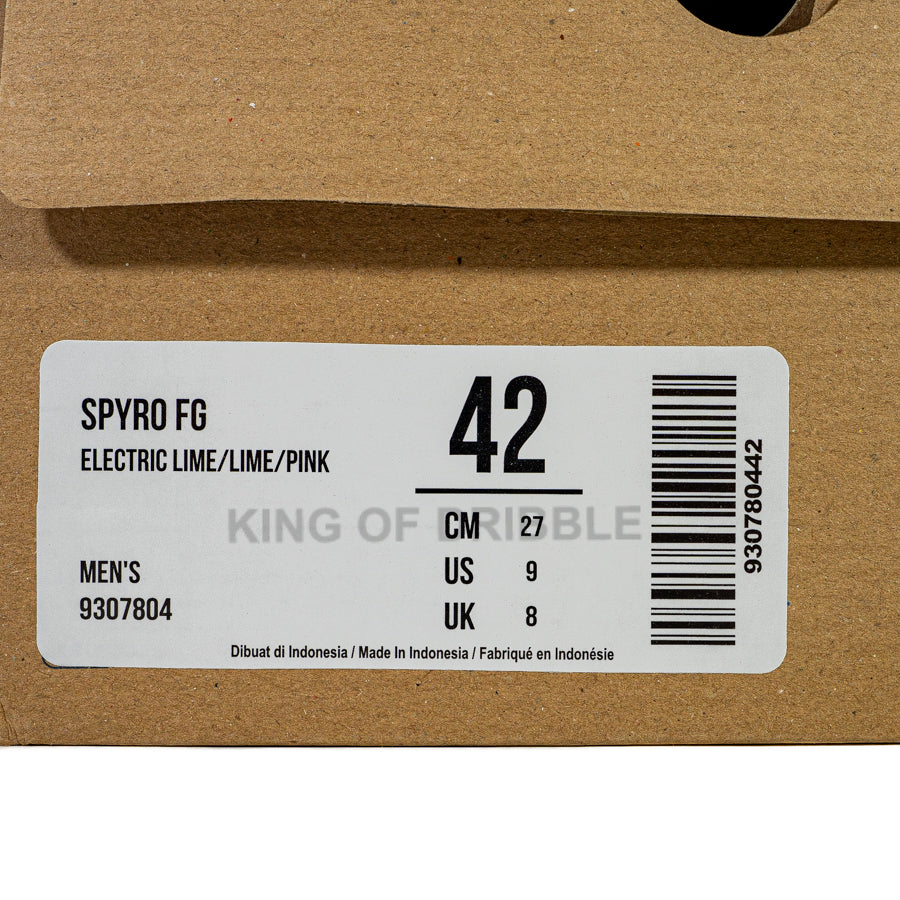 SPYRO FG
ELECTRIC LIME/LIME/PINK
MEN'S
9307804
42
CM 27
US 9
UK 8
KING OF DRIBBLE
Dibuat di Indonesia / Made In Indonesia / Fabriqué en Indonésie
930780442